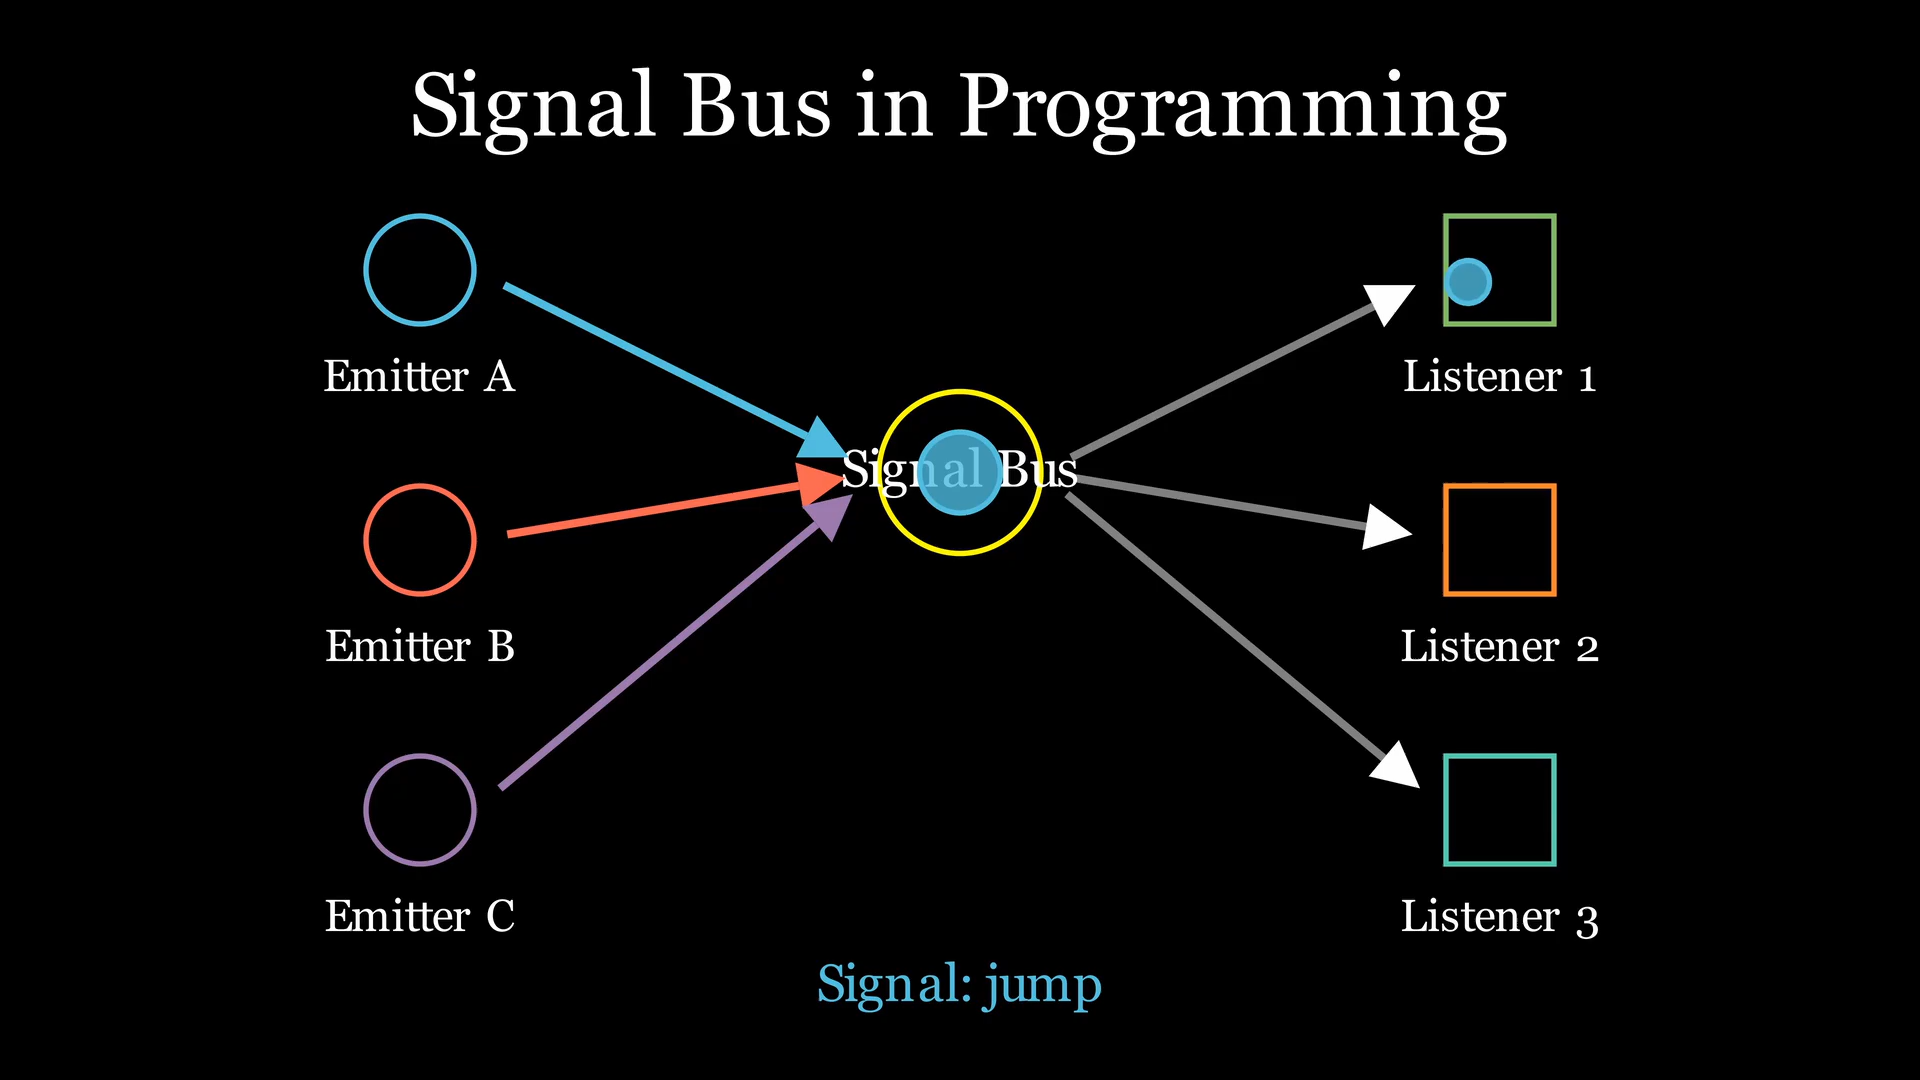 Signal Bus in Programming
Emitter A
Listener 1
Signal Bus
Emitter B
Listener 2
Emitter C
Listener 3
Signal: jump